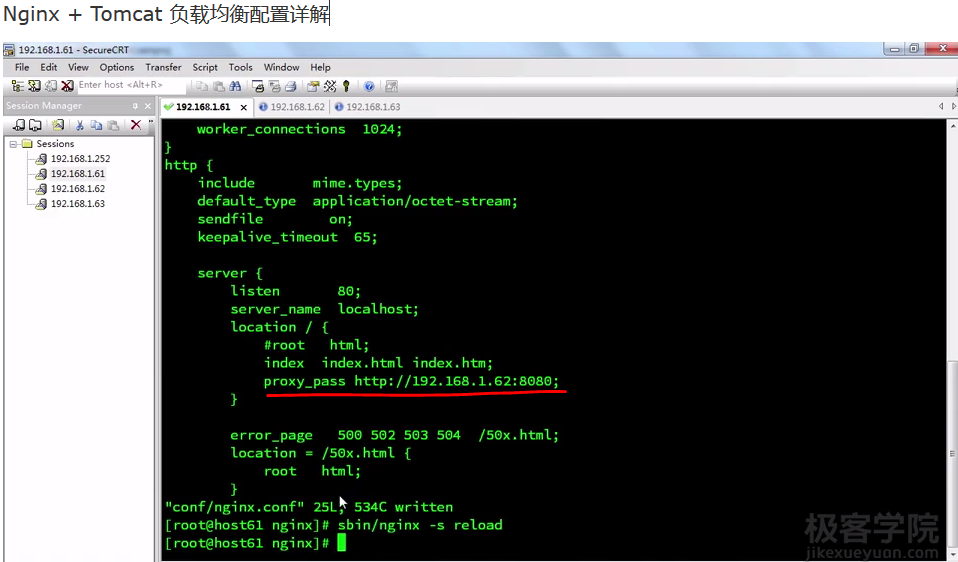 Nginx + Tomcat 负载均衡配置详解
192.168.1.61 - SecureCRT
File Edit View Options Transfer Script Tools Window Help
Enter host <Alt+R>
Session Manager
192.168.1.61 192.168.1.62 192.168.1.63
Sessions
192.168.1.252
192.168.1.61
192.168.1.62
192.168.1.63
worker_connections 1024;
}
http {
include mime.types;
default_type application/octet-stream;
sendfile on;
keepalive_timeout 65;
server {
listen 80;
server_name localhost;
location / {
#root html;
index index.html index.htm;
proxy_pass http://192.168.1.62:8080;
}
error_page 500 502 503 504 /50x.html;
location = /50x.html {
root html;
}
"conf/nginx.conf" 25L, 534C written
[root@host61 nginx]# sbin/nginx -s reload
[root@host61 nginx]#
极客学院
jikexueyuan.com